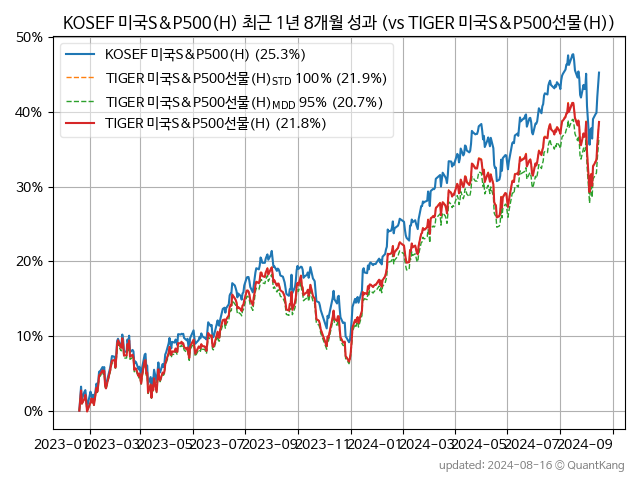 KOSEF 미국S&P500(H) 최근 1년 8개월 성과 (vs TIGER 미국S&P500선물(H))
50%
KOSEF 미국S&P500(H) (25.3%)
TIGER 미국S&P500선물(H)STD 100% (21.9%)
TIGER 미국S&P500선물(H)MDD 95% (20.7%)
TIGER 미국S&P500선물(H) (21.8%)
40%
30%
20%
10%
0%
2023-01 2023-03 2023-05 2023-07 2023-09 2023-11 2024-01 2024-03 2024-05 2024-07 2024-09
updated: 2024-08-16 © QuantKang